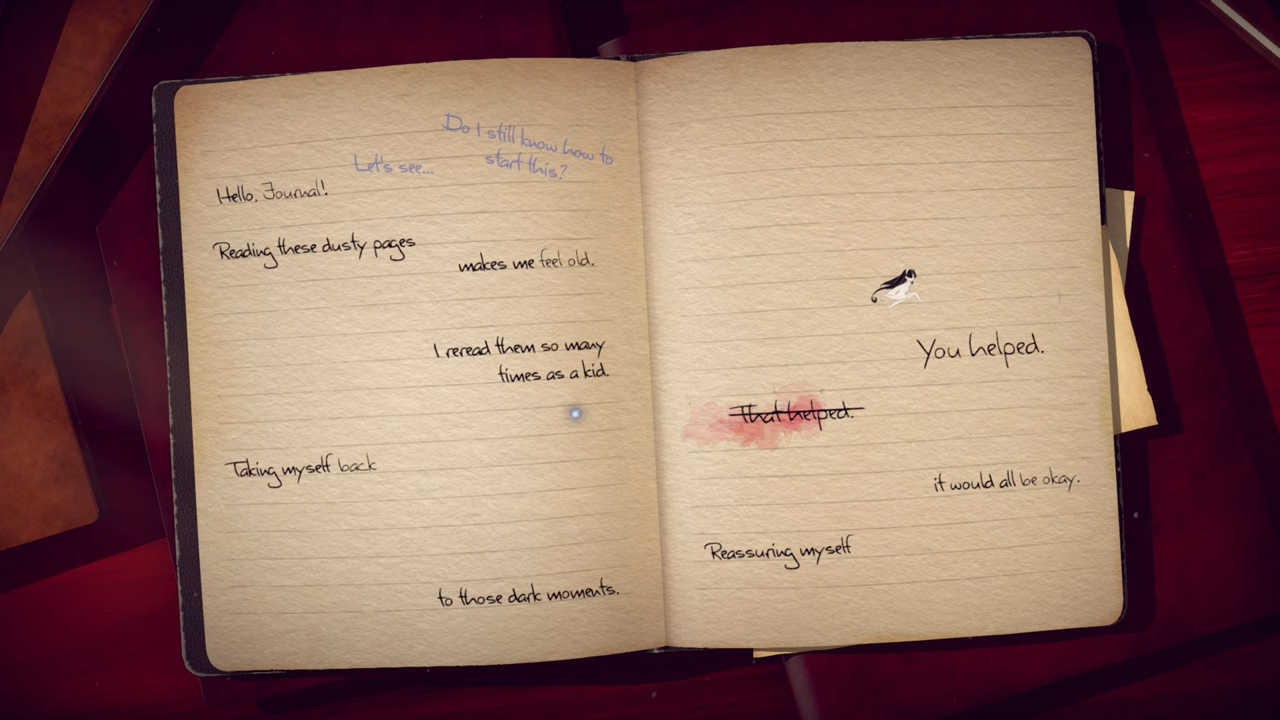 Do I still know how to
start this?
Let's see...
Hello, Journal!
Reading these dusty pages
makes me feel old.
I reread them so many
times as a kid.
Taking myself back
to those dark moments.
You helped.
That helped.
it would all be okay.
Reassuring myself